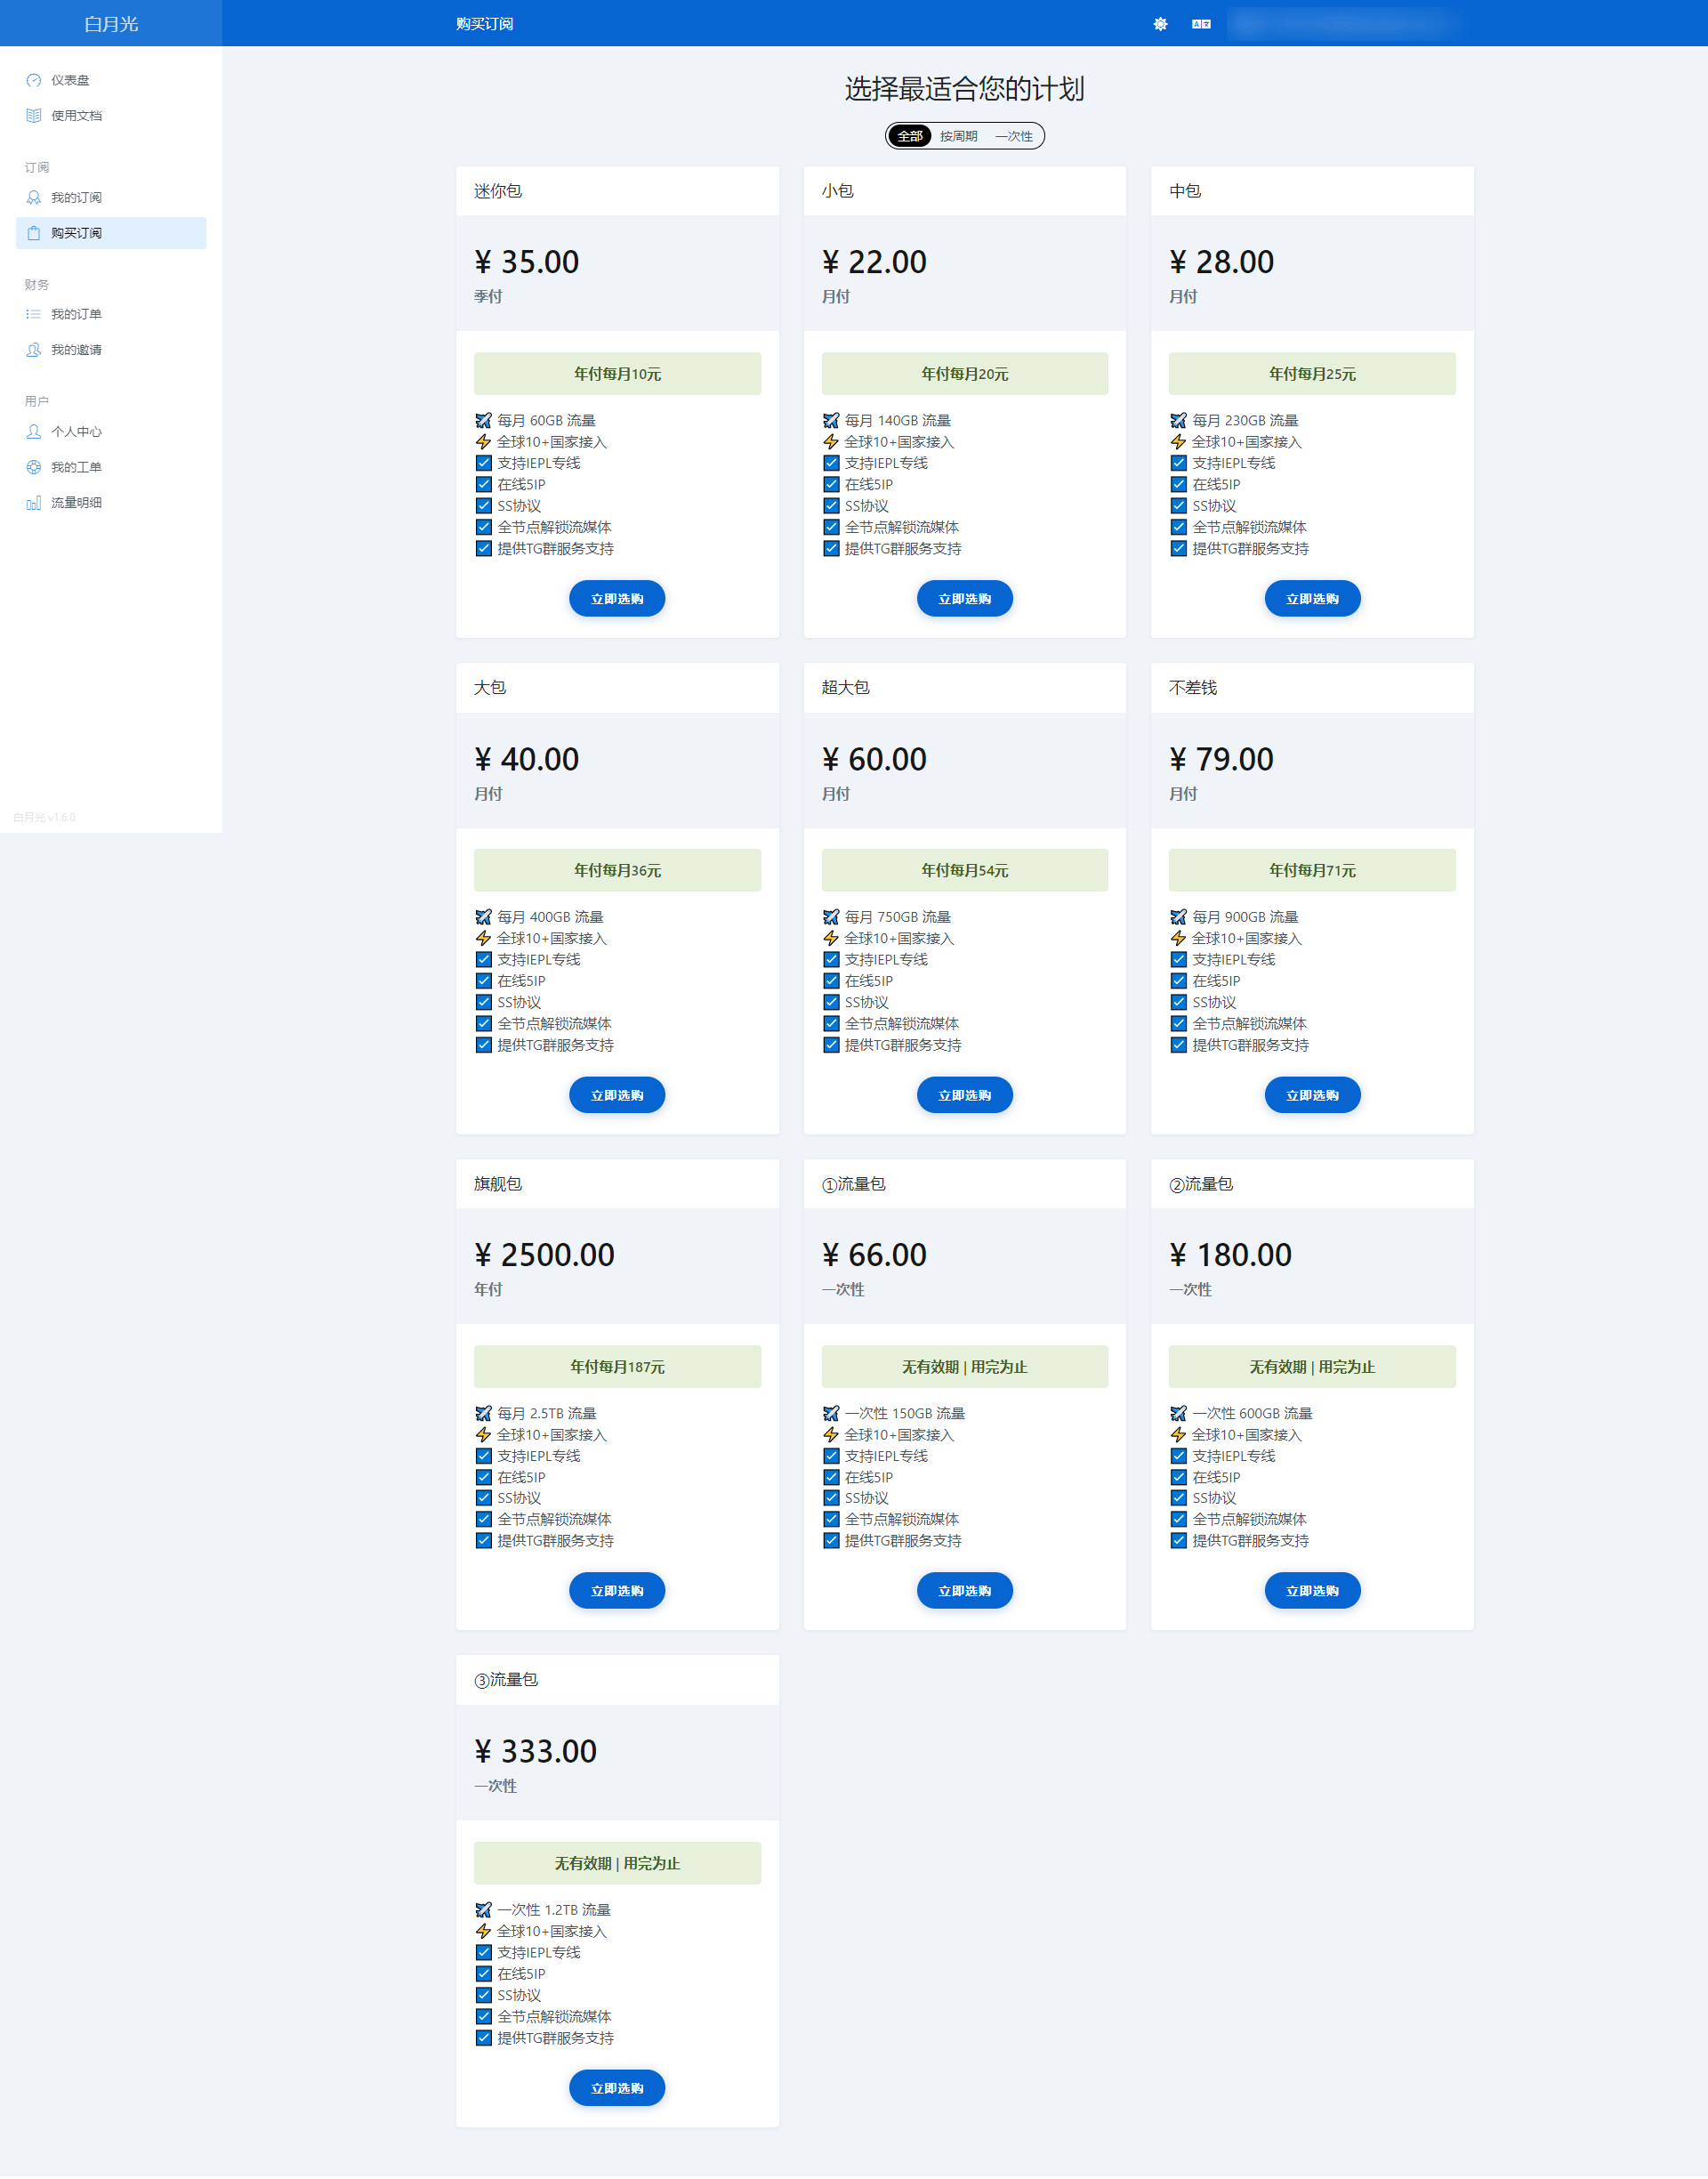 白月光
购买订阅
仪表盘
使用文档
订阅
我的订阅
购买订阅
财务
我的订单
我的邀请
用户
个人中心
我的工单
流量明细
白月光 v1.6.0
选择最适合您的计划
全部 按周期 一次性
迷你包
¥ 35.00
季付
年付每月10元
每月 60GB 流量
全球10+国家接入
支持IEPL专线
在线5IP
SS协议
全节点解锁流媒体
提供TG群服务支持
立即选购
小包
¥ 22.00
月付
年付每月20元
每月 140GB 流量
全球10+国家接入
支持IEPL专线
在线5IP
SS协议
全节点解锁流媒体
提供TG群服务支持
立即选购
中包
¥ 28.00
月付
年付每月25元
每月 230GB 流量
全球10+国家接入
支持IEPL专线
在线5IP
SS协议
全节点解锁流媒体
提供TG群服务支持
立即选购
大包
¥ 40.00
月付
年付每月36元
每月 400GB 流量
全球10+国家接入
支持IEPL专线
在线5IP
SS协议
全节点解锁流媒体
提供TG群服务支持
立即选购
超大包
¥ 60.00
月付
年付每月54元
每月 750GB 流量
全球10+国家接入
支持IEPL专线
在线5IP
SS协议
全节点解锁流媒体
提供TG群服务支持
立即选购
不差钱
¥ 79.00
月付
年付每月71元
每月 900GB 流量
全球10+国家接入
支持IEPL专线
在线5IP
SS协议
全节点解锁流媒体
提供TG群服务支持
立即选购
旗舰包
¥ 2500.00
年付
年付每月187元
每月 2.5TB 流量
全球10+国家接入
支持IEPL专线
在线5IP
SS协议
全节点解锁流媒体
提供TG群服务支持
立即选购
①流量包
¥ 66.00
一次性
无有效期 | 用完为止
一次性 150GB 流量
全球10+国家接入
支持IEPL专线
在线5IP
SS协议
全节点解锁流媒体
提供TG群服务支持
立即选购
②流量包
¥ 180.00
一次性
无有效期 | 用完为止
一次性 600GB 流量
全球10+国家接入
支持IEPL专线
在线5IP
SS协议
全节点解锁流媒体
提供TG群服务支持
立即选购
③流量包
¥ 333.00
一次性
无有效期 | 用完为止
一次性 1.2TB 流量
全球10+国家接入
支持IEPL专线
在线5IP
SS协议
全节点解锁流媒体
提供TG群服务支持
立即选购